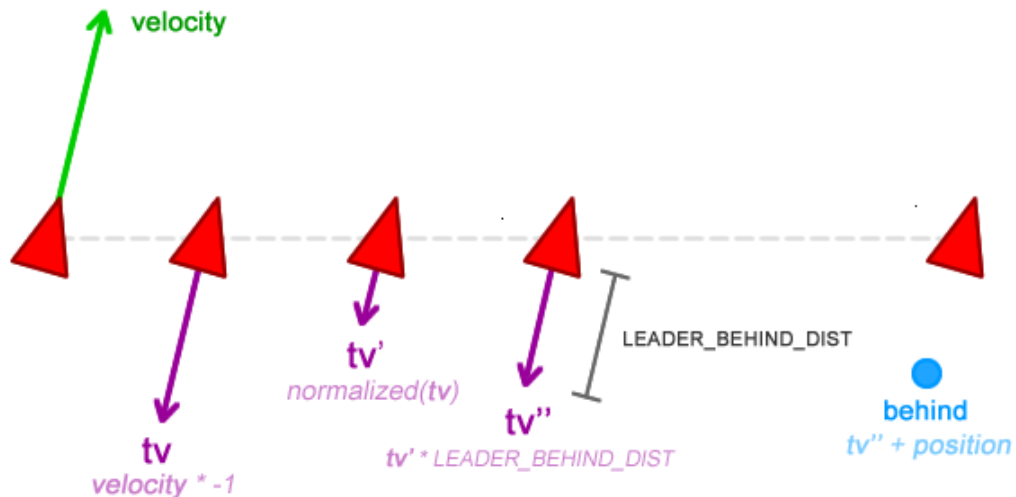 velocity
tv
velocity * -1
tv'
normalized(tv)
tv''
tv' * LEADER_BEHIND_DIST
LEADER_BEHIND_DIST
behind
tv'' + position